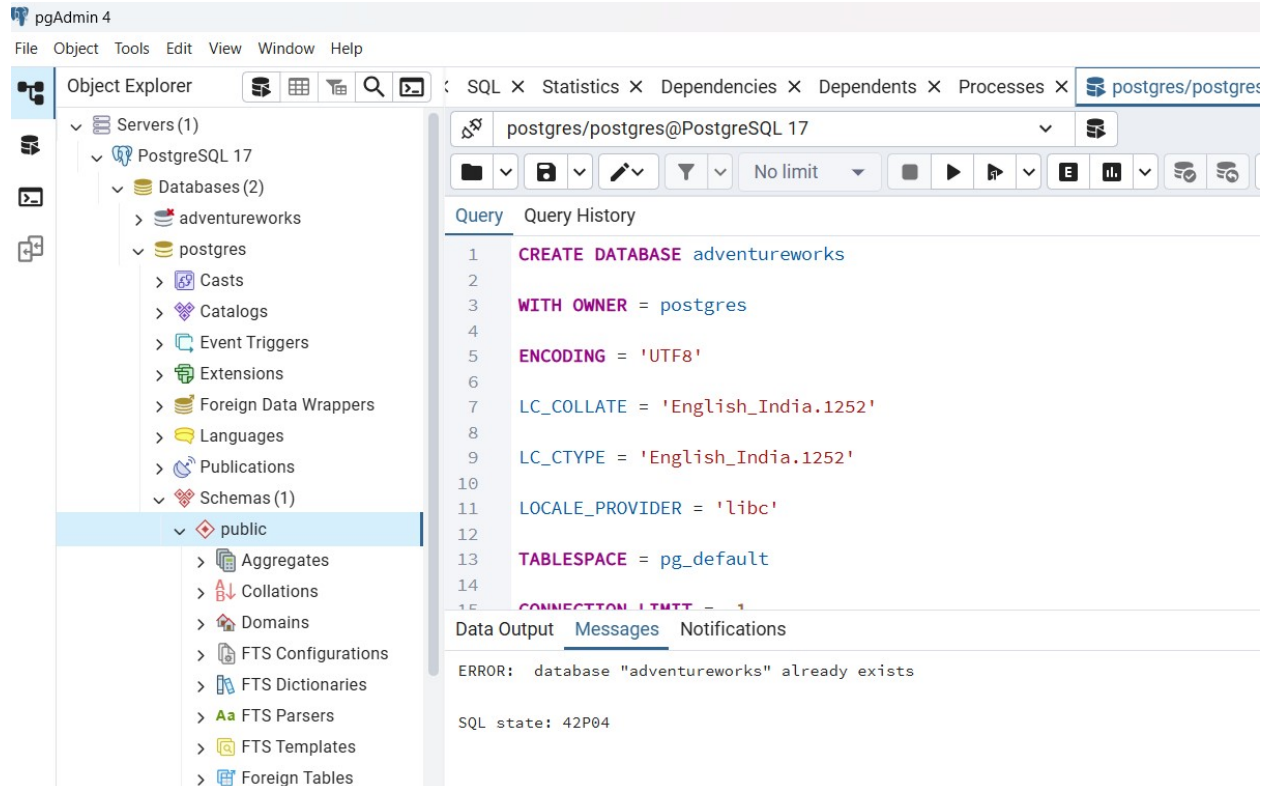 pgAdmin 4
File Object Tools Edit View Window Help
Object Explorer
SQL Statistics Dependencies Dependents Processes postgres/postgres
Servers (1)
PostgreSQL 17
Databases (2)
adventureworks
postgres
Casts
Catalogs
Event Triggers
Extensions
Foreign Data Wrappers
Languages
Publications
Schemas (1)
public
Aggregates
Collations
Domains
FTS Configurations
FTS Dictionaries
Aa FTS Parsers
FTS Templates
Foreign Tables
postgres/postgres@PostgreSQL 17
No limit
E
Query Query History
1 CREATE DATABASE adventureworks
2
3 WITH OWNER = postgres
4
5 ENCODING = 'UTF8'
6
7 LC_COLLATE = 'English_India.1252'
8
9 LC_CTYPE = 'English_India.1252'
10
11 LOCALE_PROVIDER = 'libc'
12
13 TABLESPACE = pg_default
14
15 CONNECTION LIMIT =
Data Output Messages Notifications
ERROR: database "adventureworks" already exists
SQL state: 42P04